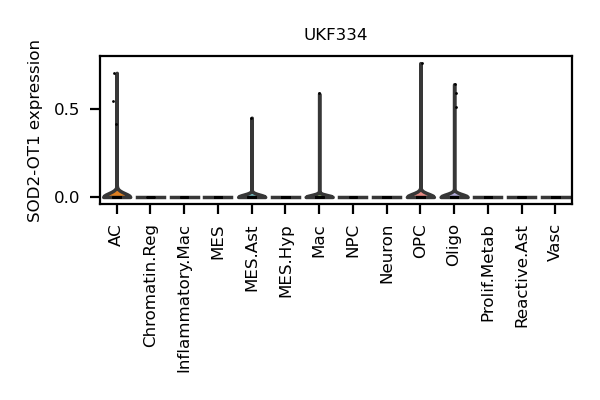 UKF334
SOD2-OT1 expression
0.5
0.0
AC
Chromatin.Reg
Inflammatory.Mac
MES
MES.Ast
MES.Hyp
Mac
NPC
Neuron
OPC
Oligo
Prolif.Metab
Reactive.Ast
Vasc